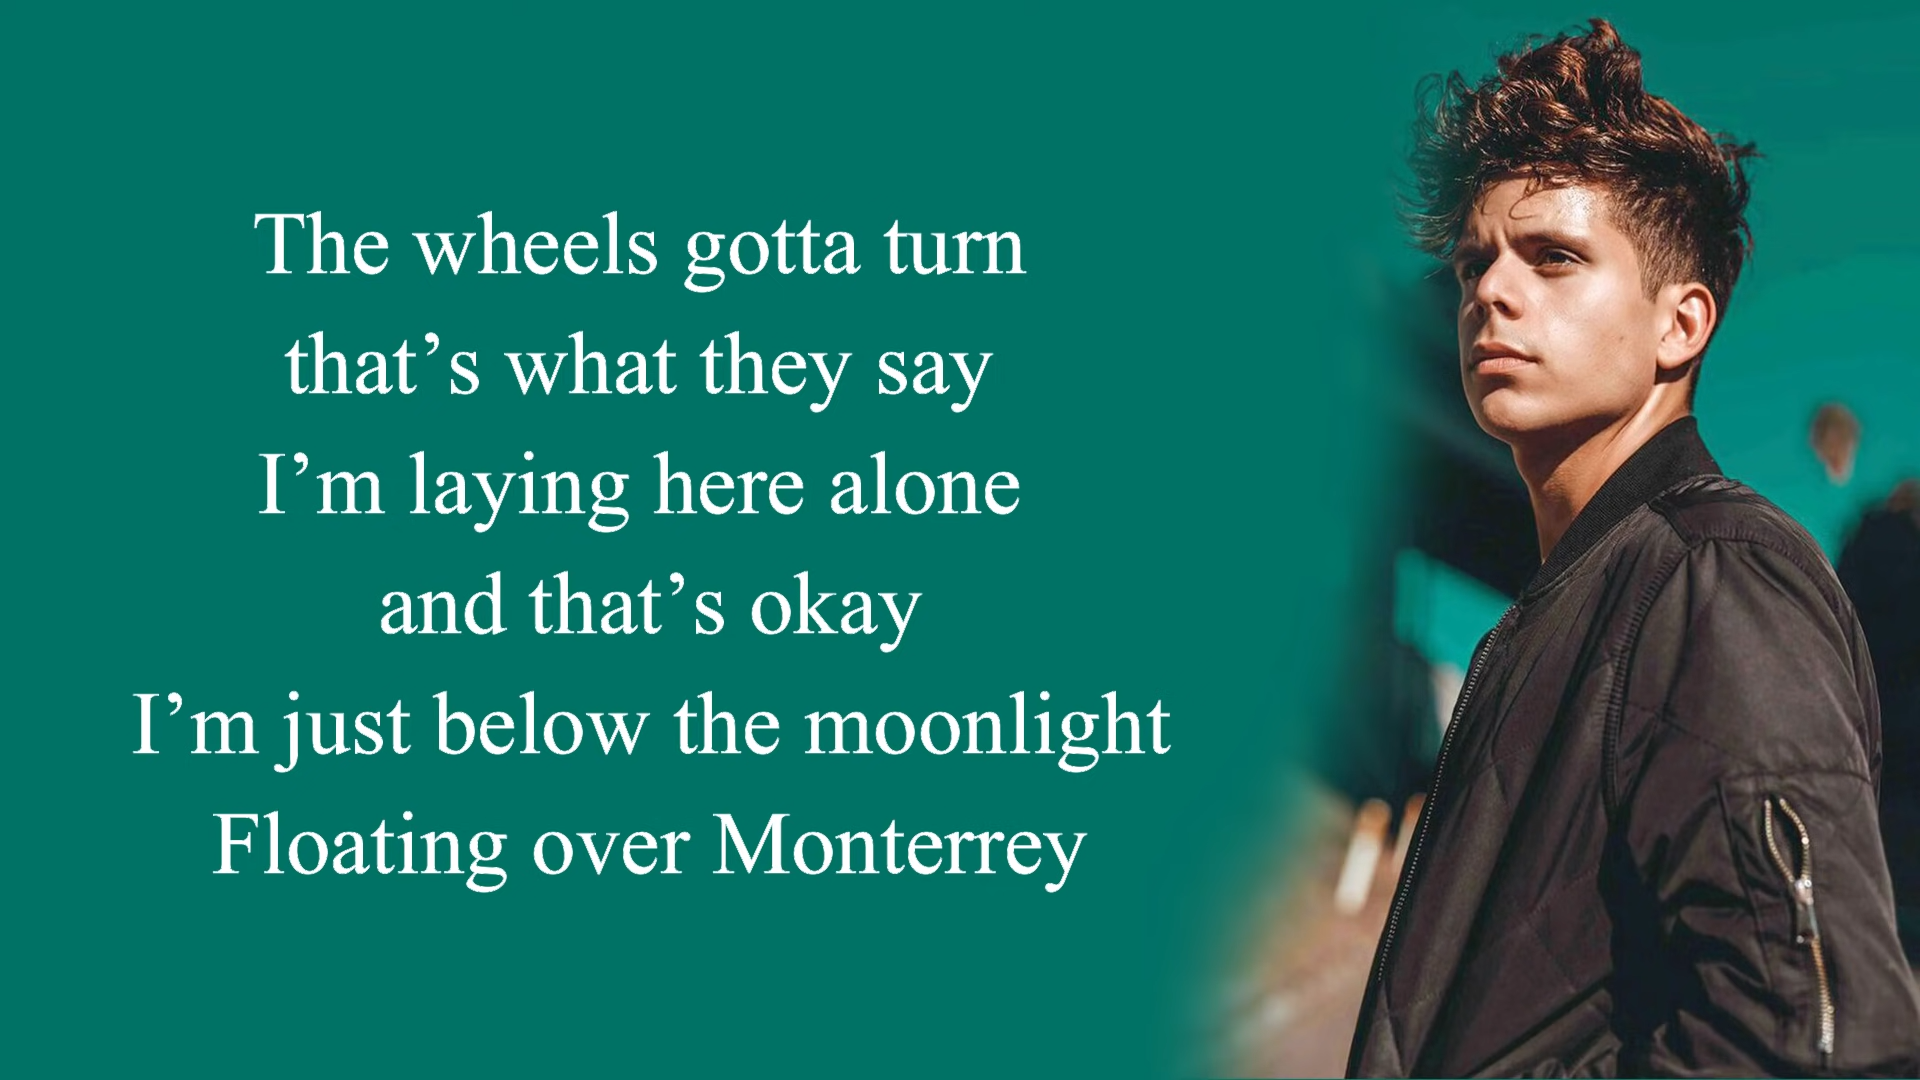 The wheels gotta turn
that’s what they say
I’m laying here alone
and that’s okay
I’m just below the moonlight
Floating over Monterrey